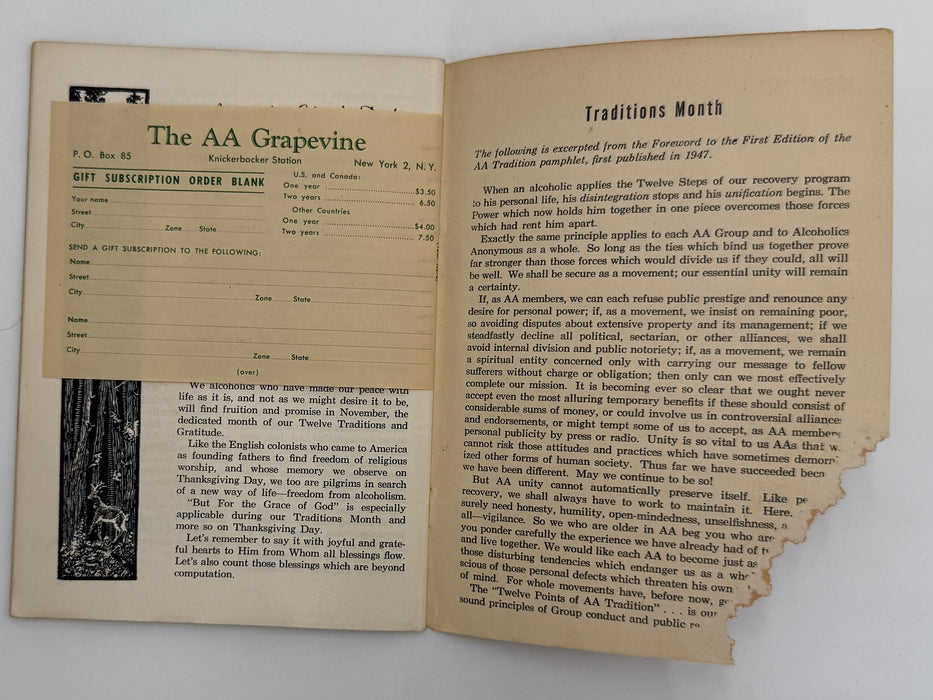 The AA Grapevine
P. O. Box 85
Knickerbocker Station
New York 2, N. Y.
GIFT SUBSCRIPTION ORDER BLANK
Your name
Street
City Zone State
U.S. and Canada:
One year $3.50
Two years 6.50
Other Countries
One year $4.00
Two years 7.50
SEND A GIFT SUBSCRIPTION TO THE FOLLOWING:
Name
Street
City
Zone State
Name
Street
City
Zone State
(over)
We alcoholics who have made our peace with
life as it is, and not as we might desire it to be,
will find fruition and promise in November, the
dedicated month of our Twelve Traditions and
Gratitude.
Like the English colonists who came to America
as founding fathers to find freedom of religious
worship, and whose memory we observe on
Thanksgiving Day, we too are pilgrims in search
of a new way of life—freedom from alcoholism.
"But For the Grace of God" is especially
applicable during our Traditions Month and
more so on Thanksgiving Day.
Let's remember to say it with joyful and grate-
ful hearts to Him from Whom all blessings flow.
Let's also count those blessings which are beyond
computation.
Traditions Month
The following is excerpted from the Foreword to the First Edition of the
AA Tradition pamphlet, first published in 1947.
When an alcoholic applies the Twelve Steps of our recovery program
to his personal life, his disintegration stops and his unification begins. The
Power which now holds him together in one piece overcomes those forces
which had rent him apart.
Exactly the same principle applies to each AA Group and to Alcoholics
Anonymous as a whole. So long as the ties which bind us together prove
far stronger than those forces which would divide us if they could, all will
be well. We shall be secure as a movement; our essential unity will remain
a certainty.
If, as AA members, we can each refuse public prestige and renounce any
desire for personal power; if, as a movement, we insist on remaining poor,
so avoiding disputes about extensive property and its management; if we
steadfastly decline all political, sectarian, or other alliances, we shall
avoid internal division and public notoriety; if, as a movement, we remain
a spiritual entity concerned only with carrying our message to fellow
sufferers without charge or obligation; then only can we most effectively
complete our mission. It is becoming ever so clear that we ought never
accept even the most alluring temporary benefits if these should consist of
considerable sums of money, or could involve us in controversial alliance
and endorsements, or might tempt some of us to accept, as AA members
personal publicity by press or radio. Unity is so vital to us AAs that w
cannot risk those attitudes and practices which have sometimes demora
ized other forms of human society. Thus far we have succeeded beca
we have been different. May we continue to be so!
But AA unity cannot automatically preserve itself. Like pe
recovery, we shall always have to work to maintain it. Here,
surely need honesty, humility, open-mindedness, unselfishness, a
all—vigilance. So we who are older in AA beg you who are
you ponder carefully the experience we have already had of t
and live together. We would like each AA to become just as
those disturbing tendencies which endanger us as a who
scious of those personal defects which threaten his own
of mind. For whole movements have, before now, g
The "Twelve Points of AA Tradition" . . . is our
sound principles of Group conduct and public re